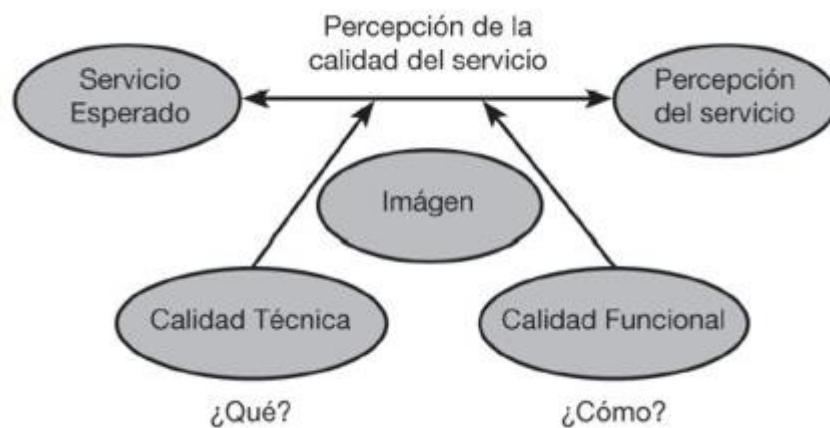 Percepción de la
calidad del servicio
Servicio
Esperado
Percepción
del servicio
Imágen
Calidad Técnica
Calidad Funcional
¿Qué?
¿Cómo?